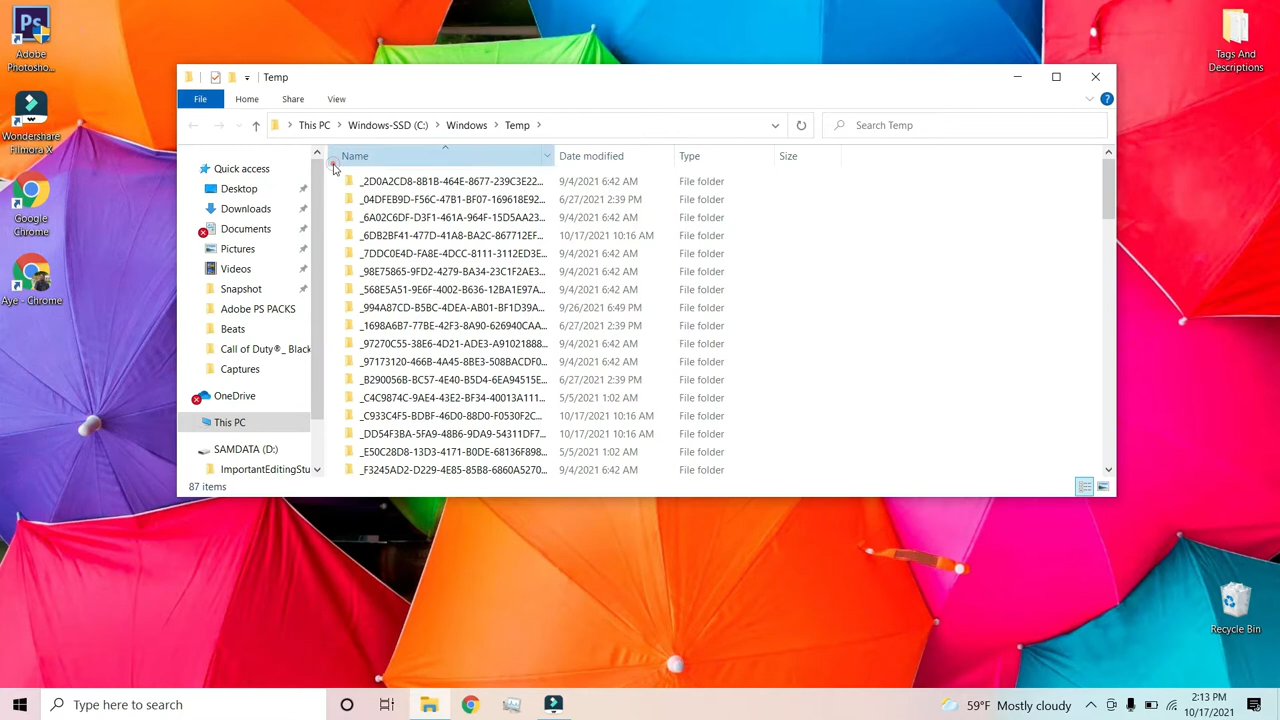 Ps
Adobe
Photosho...
Wondershare
Filmora X
Google
Chrome
Aye - Chrome
Tags And
Descriptions
Recycle Bin
Temp
File
Home
Share
View
This PC
Windows-SSD (C:)
Windows
Temp
Search Temp
Quick access
Desktop
Downloads
Documents
Pictures
Videos
Snapshot
Adobe PS PACKS
Beats
Call of Duty®_ Black
Captures
OneDrive
This PC
SAMDATA (D:)
ImportantEditingStu
Name Date modified Type Size
_2D0A2CD8-8B1B-464E-8677-239C3E22... 9/4/2021 6:42 AM File folder
_04DFEB9D-F56C-47B1-BF07-169618E92... 6/27/2021 2:39 PM File folder
_6A02C6DF-D3F1-461A-964F-15D5AA23... 9/4/2021 6:42 AM File folder
_6DB2BF41-477D-41A8-BA2C-867712EF... 10/17/2021 10:16 AM File folder
_7DDC0E4D-FA8E-4DCC-8111-3112ED3E... 9/4/2021 6:42 AM File folder
_98E75865-9FD2-4279-BA34-23C1F2AE3... 9/4/2021 6:42 AM File folder
_568E5A51-9E6F-4002-B636-12BA1E97A... 9/4/2021 6:42 AM File folder
_994A87CD-B5BC-4DEA-AB01-BF1D39A... 9/26/2021 6:49 PM File folder
_1698A6B7-77BE-42F3-8A90-626940CAA... 6/27/2021 2:39 PM File folder
_97270C55-38E6-4D21-ADE3-A91021888... 9/4/2021 6:42 AM File folder
_97173120-466B-4A45-8BE3-508BACDF0... 9/4/2021 6:42 AM File folder
_B290056B-BC57-4E40-B5D4-6EA94515E... 6/27/2021 2:39 PM File folder
_C4C9874C-9AE4-43E2-BF34-40013A111... 5/5/2021 1:02 AM File folder
_C933C4F5-BDBF-46D0-88D0-F0530F2C... 10/17/2021 10:16 AM File folder
_DD54F3BA-5FA9-48B6-9DA9-54311DF7... 10/17/2021 10:16 AM File folder
_E50C28D8-13D3-4171-B0DE-68136F898... 5/5/2021 1:02 AM File folder
_F3245AD2-D229-4E85-85B8-6860A5270... 9/4/2021 6:42 AM File folder
87 items
Type here to search
59°F Mostly cloudy
2:13 PM
10/17/2021